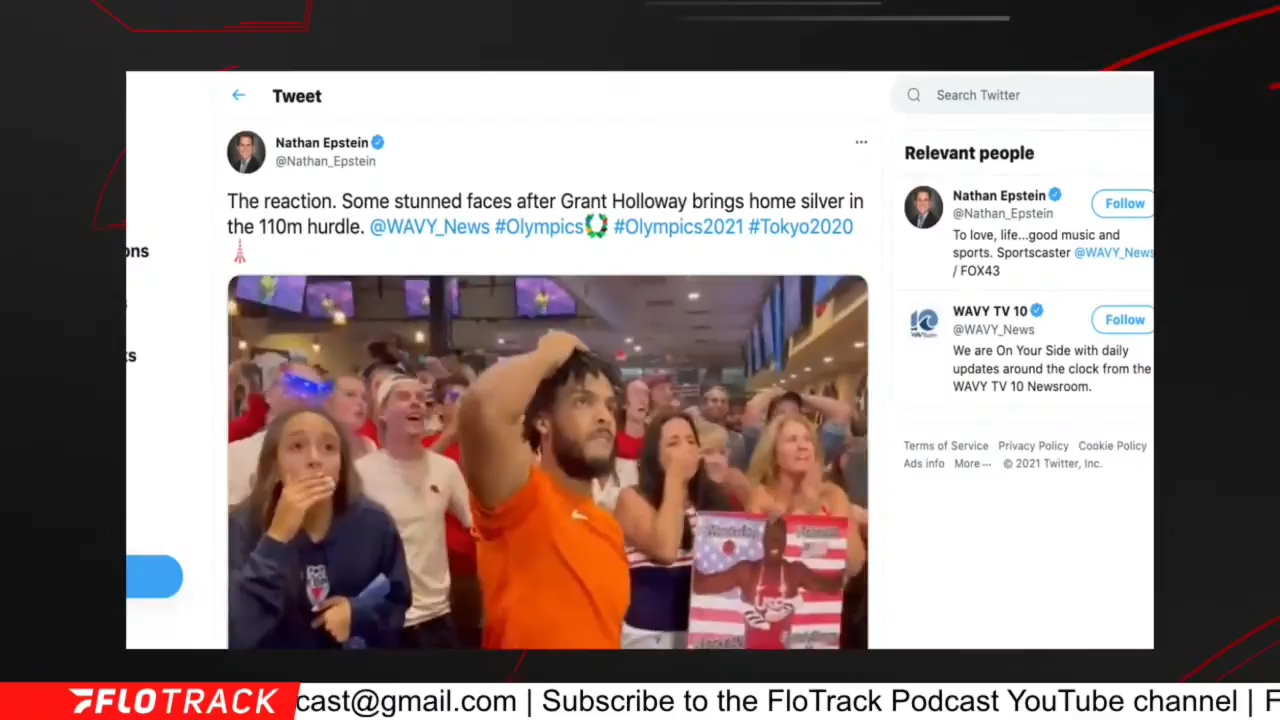 Tweet
Search Twitter
Nathan Epstein
@Nathan_Epstein
The reaction. Some stunned faces after Grant Holloway brings home silver in
the 110m hurdle. @WAVY_News #Olympics #Olympics2021 #Tokyo2020
Relevant people
Nathan Epstein
@Nathan_Epstein
Follow
To love, life...good music and
sports. Sportscaster @WAVY_News
/ FOX43
WAVY TV 10
@WAVY_News
Follow
We are On Your Side with daily
updates around the clock from the
WAVY TV 10 Newsroom.
Terms of Service Privacy Policy Cookie Policy
Ads info More ··· © 2021 Twitter, Inc.
ons
ts
FLOTRACK
cast@gmail.com | Subscribe to the FloTrack Podcast YouTube channel | F